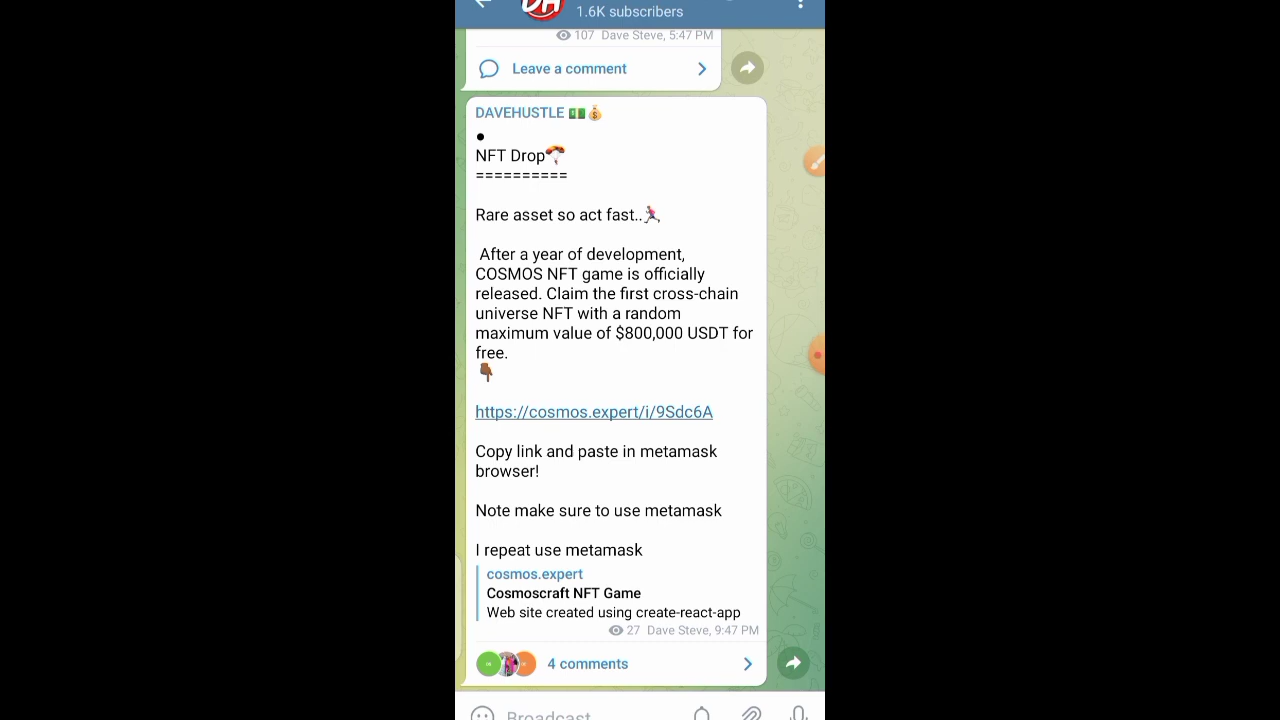 DH
1.6K subscribers
107 Dave Steve, 5:47 PM
Leave a comment
DAVEHUSTLE 💵💰
●
NFT Drop🪂
==========
Rare asset so act fast..🏃🏽‍♀️
After a year of development,
COSMOS NFT game is officially
released. Claim the first cross-chain
universe NFT with a random
maximum value of $800,000 USDT for
free.
👇🏾
https://cosmos.expert/i/9Sdc6A
Copy link and paste in metamask
browser!
Note make sure to use metamask
I repeat use metamask
cosmos.expert
Cosmoscraft NFT Game
Web site created using create-react-app
27 Dave Steve, 9:47 PM
4 comments
Broadcast